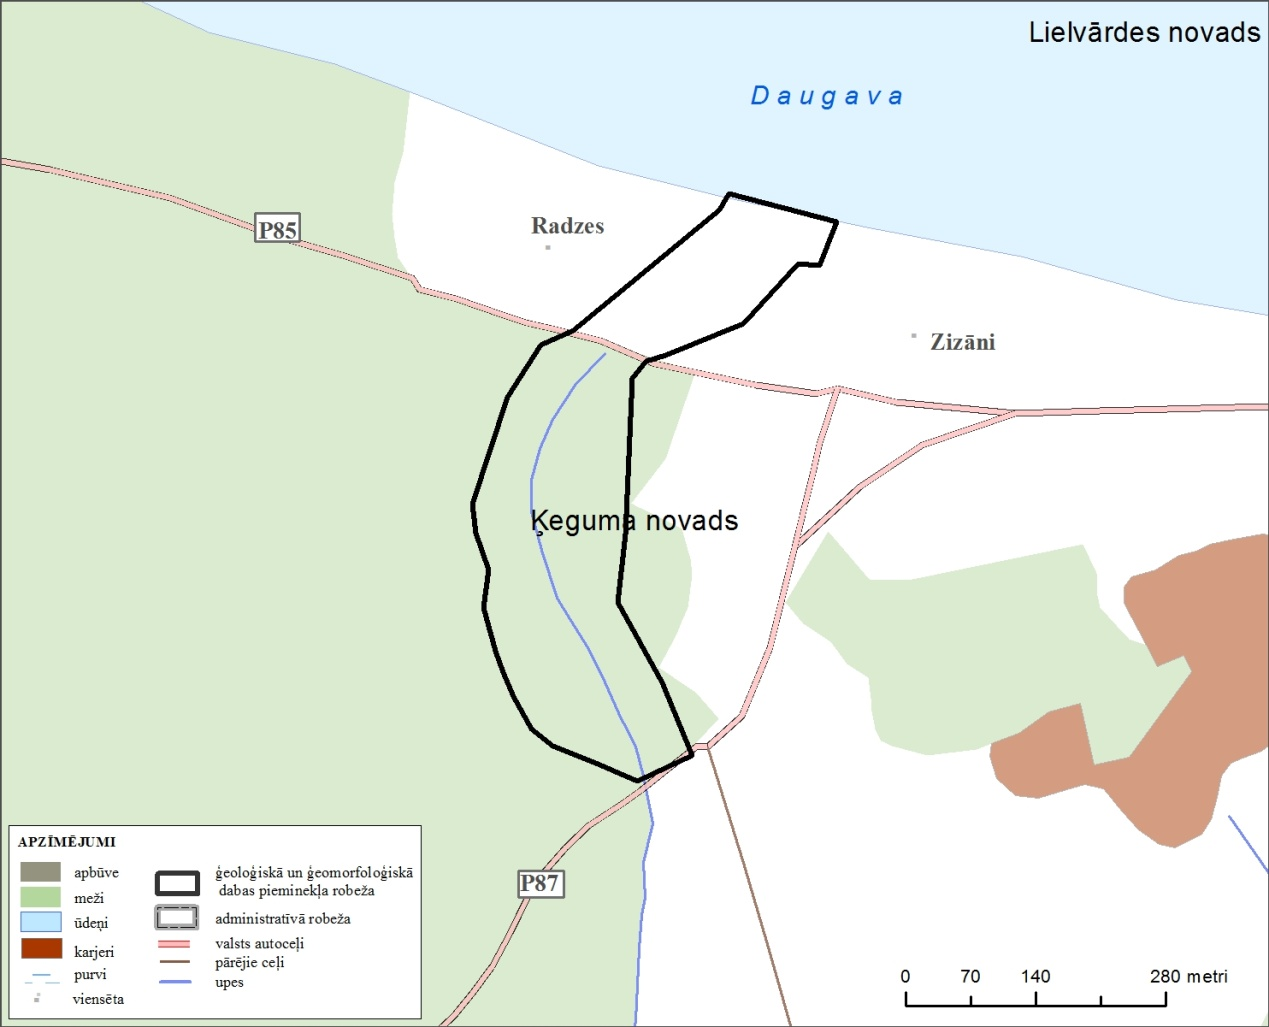 Lielvārdes novads
Daugava
P85
Radzes
Zizāni
Ķeguma novads
P87
APZĪMĒJUMI
apbūve
meži
ūdeņi
karjeri
purvi
viensēta
ģeoloģiskā un ģeomorfoloģiskā
dabas pieminekļa robeža
administratīvā robeža
valsts autoceļi
pārējie ceļi
upes
0 70 140 280 metri